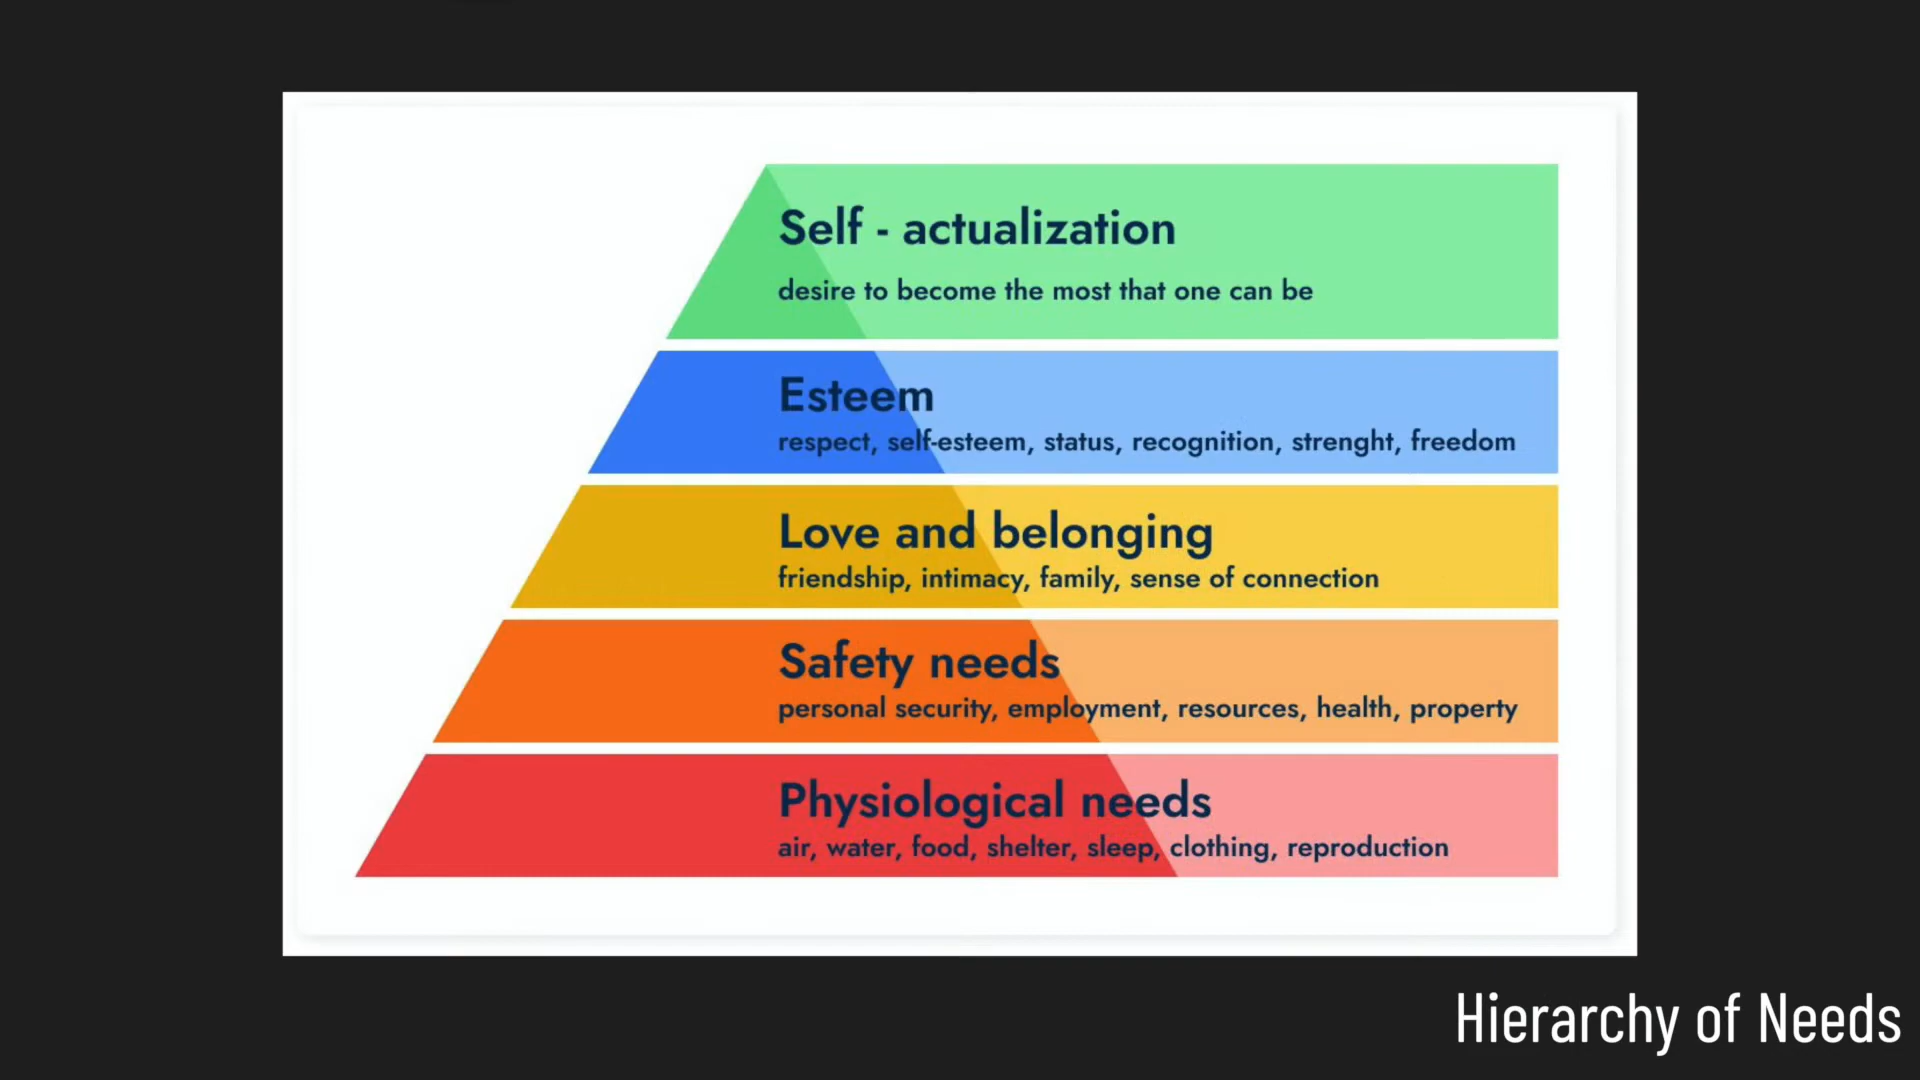 Self - actualization
desire to become the most that one can be
Esteem
respect, self-esteem, status, recognition, strenght, freedom
Love and belonging
friendship, intimacy, family, sense of connection
Safety needs
personal security, employment, resources, health, property
Physiological needs
air, water, food, shelter, sleep, clothing, reproduction
Hierarchy of Needs